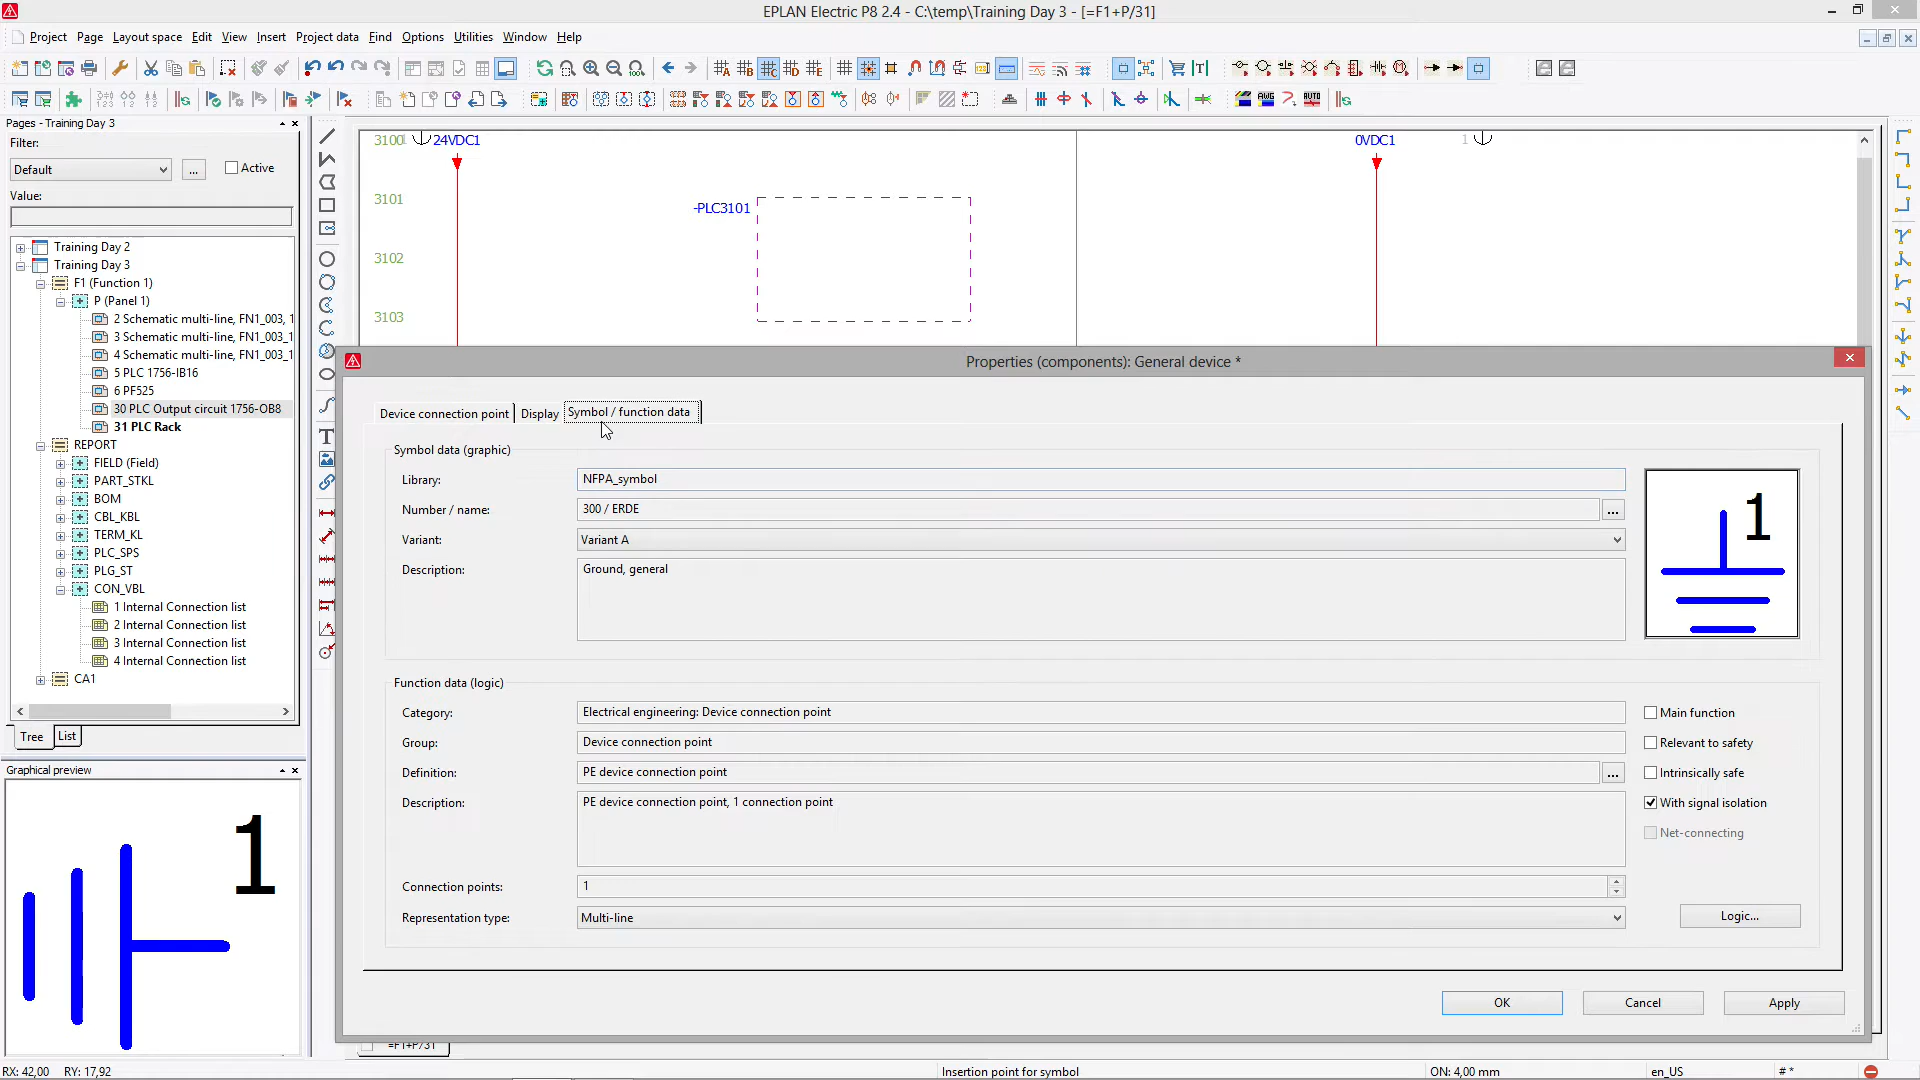 EPLAN Electric P8 2.4 - C:\temp\Training Day 3 - [=F1+P/31]
Project Page Layout space Edit View Insert Project data Find Options Utilities Window Help
Pages - Training Day 3
Filter:
Default
...
Active
Value:
Training Day 2
Training Day 3
F1 (Function 1)
P (Panel 1)
2 Schematic multi-line, FN1_003, 1
3 Schematic multi-line, FN1_003_1
4 Schematic multi-line, FN1_003_1
5 PLC 1756-IB16
6 PF525
30 PLC Output circuit 1756-OB8
31 PLC Rack
REPORT
FIELD (Field)
PART_STKL
BOM
CBL_KBL
TERM_KL
PLC_SPS
PLG_ST
CON_VBL
1 Internal Connection list
2 Internal Connection list
3 Internal Connection list
4 Internal Connection list
CA1
Tree List
Graphical preview
1
3100
24VDC1
0VDC1
1
3101
-PLC3101
3102
3103
Properties (components): General device *
Device connection point Display Symbol / function data
Symbol data (graphic)
Library: NFPA_symbol
Number / name: 300 / ERDE
...
Variant: Variant A
Description: Ground, general
1
Function data (logic)
Category: Electrical engineering: Device connection point
Main function
Group: Device connection point
Relevant to safety
Definition: PE device connection point
...
Intrinsically safe
Description: PE device connection point, 1 connection point
With signal isolation
Net-connecting
Connection points: 1
Representation type: Multi-line
Logic...
OK Cancel Apply
=F1+P/31
RX: 42,00 RY: 17,92
Insertion point for symbol
ON: 4,00 mm
en_US
# *